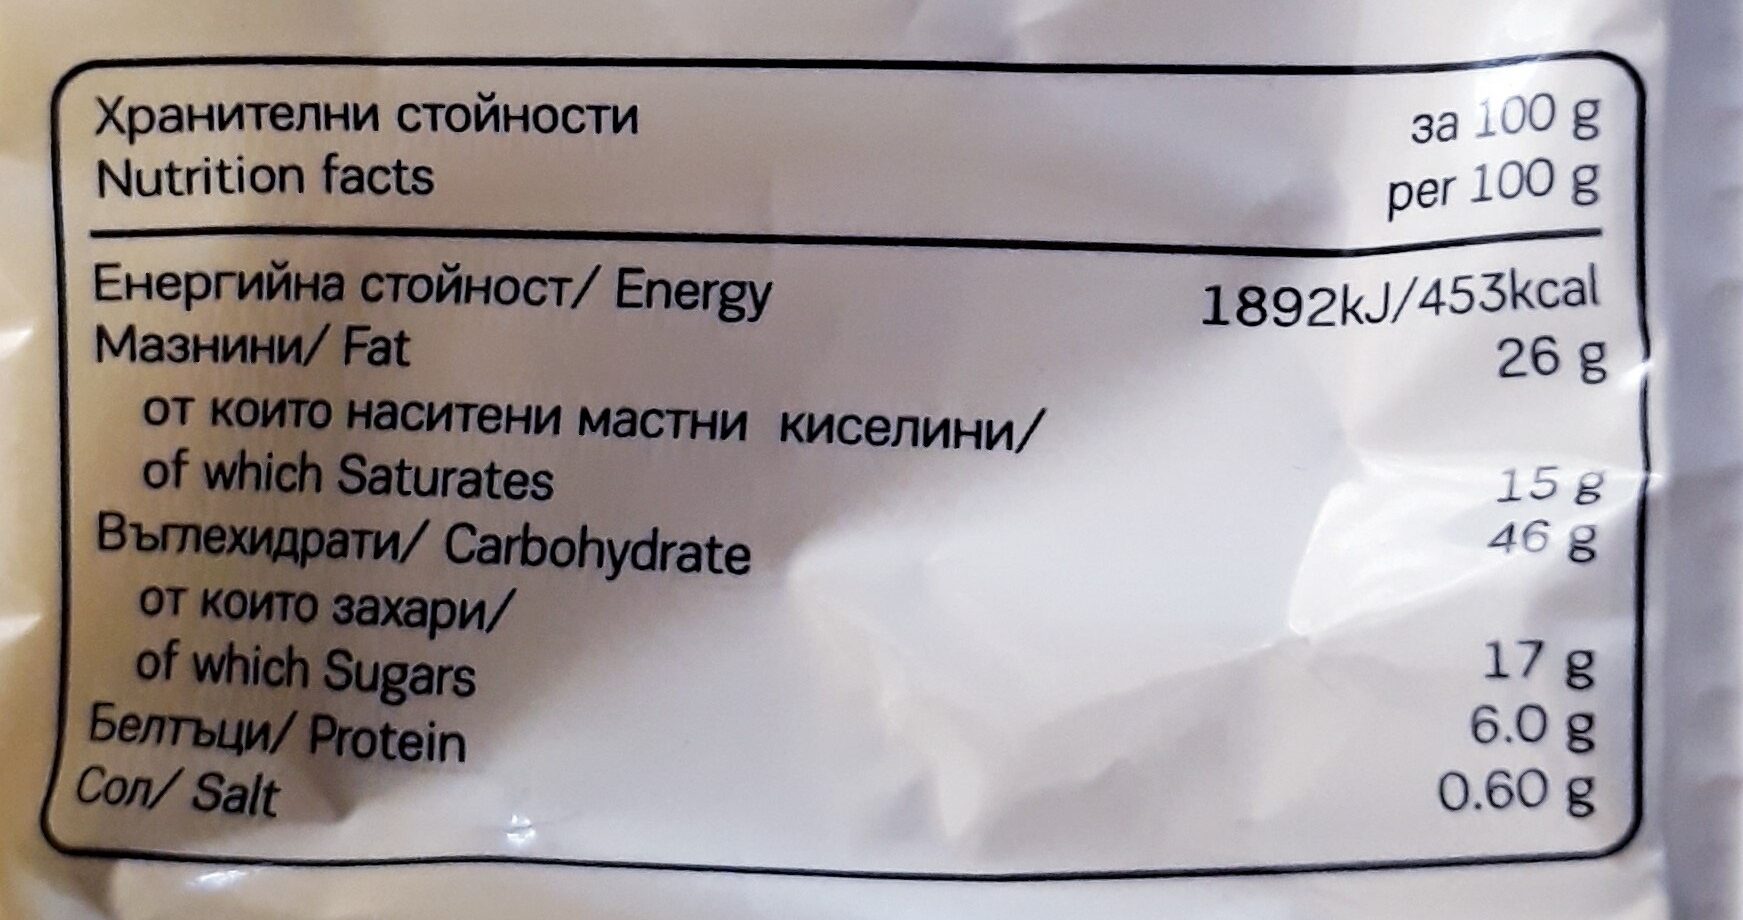 Хранителни стойности за 100 g
Nutrition facts per 100 g
Енергийна стойност/ Energy 1892kJ/453kcal
Мазнини/ Fat 26 g
от които наситени мастни киселини/
of which Saturates 15 g
Въглехидрати/ Carbohydrate 46 g
от които захари/
of which Sugars 17 g
Белтъци/ Protein 6.0 g
Сол/ Salt 0.60 g